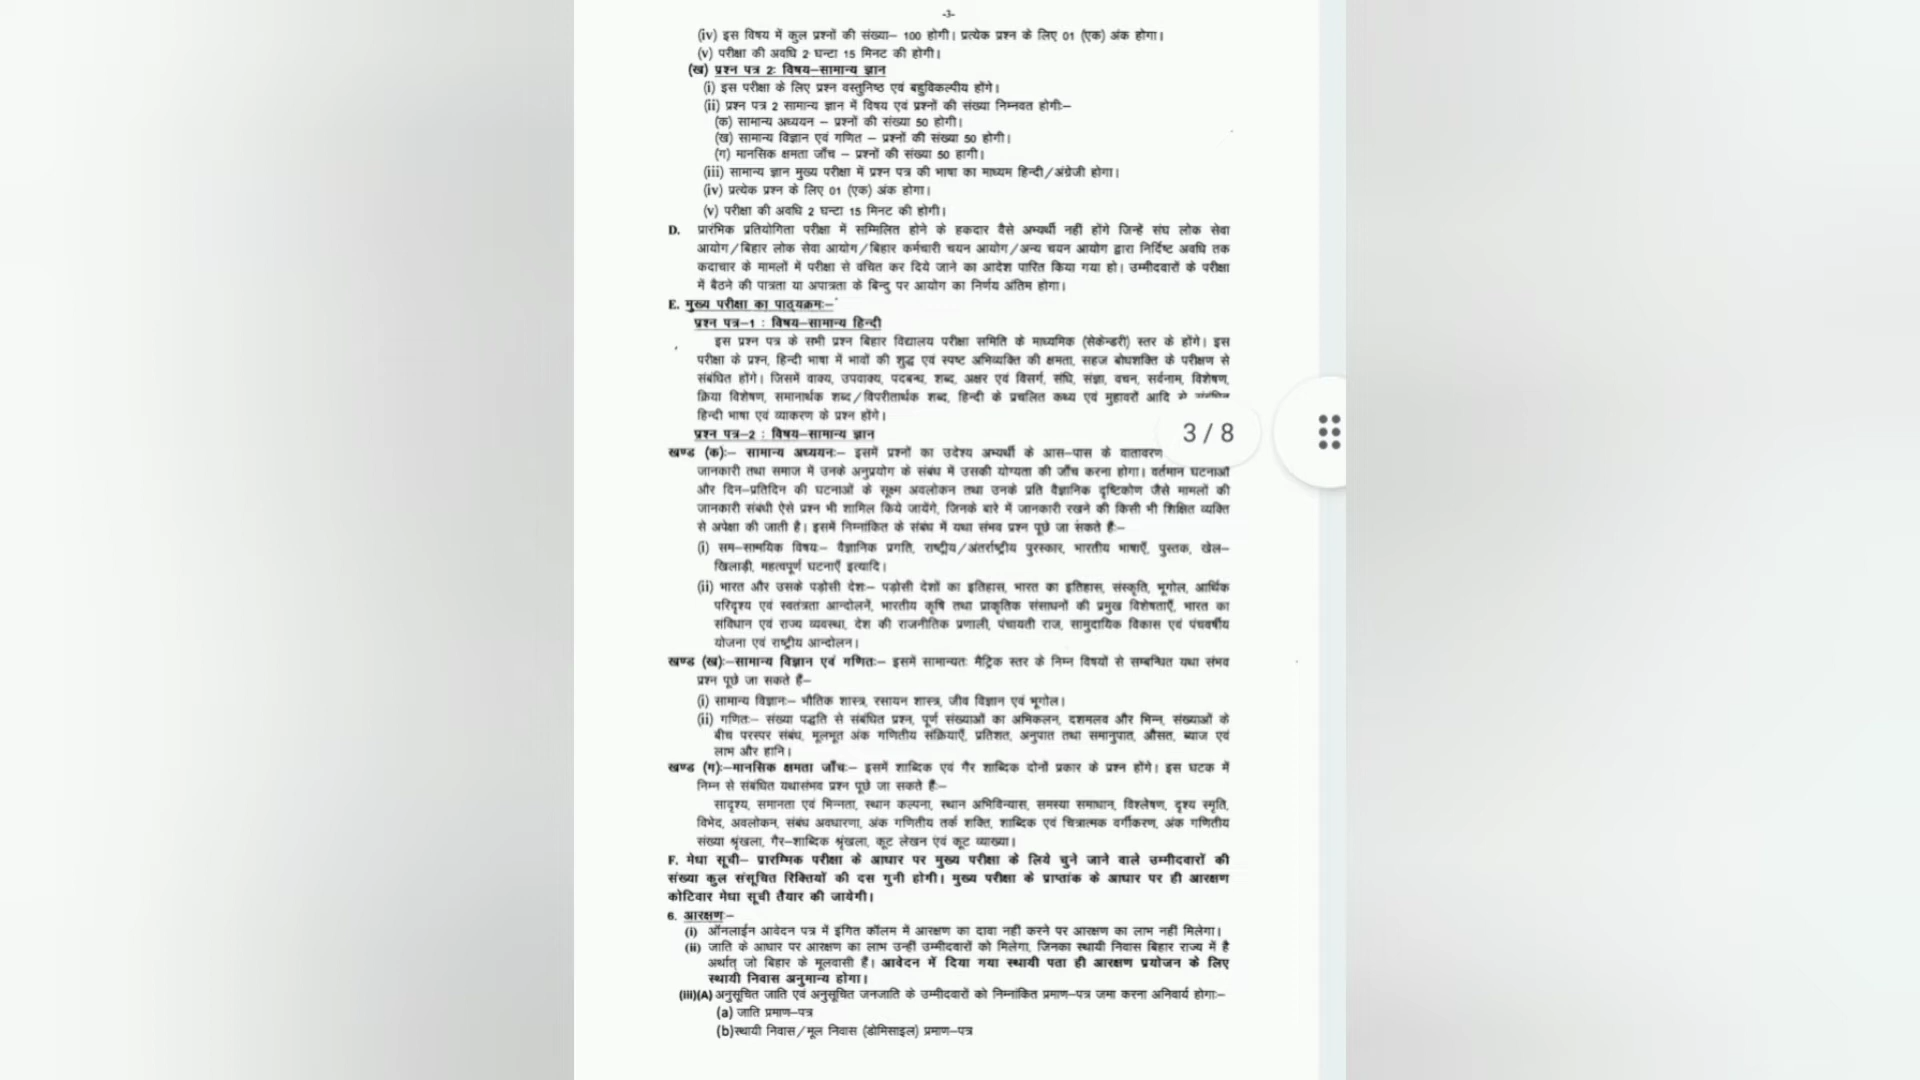 -3-
(iv) इस विषय में कुल प्रश्नों की संख्या– 100 होगी। प्रत्येक प्रश्न के लिए 01 (एक) अंक होगा।
(v) परीक्षा की अवधि 2 घन्टा 15 मिनट की होगी।
(ख) प्रश्न पत्र 2: विषय–सामान्य ज्ञान
(i) इस परीक्षा के लिए प्रश्न वस्तुनिष्ठ एवं बहुविकल्पीय होंगे।
(ii) प्रश्न पत्र 2 सामान्य ज्ञान में विषय एवं प्रश्नों की संख्या निम्नवत होगीः–
(क) सामान्य अध्ययन – प्रश्नों की संख्या 50 होगी।
(ख) सामान्य विज्ञान एवं गणित – प्रश्नों की संख्या 50 होगी।
(ग) मानसिक क्षमता जाँच – प्रश्नों की संख्या 50 हागी।
(iii) सामान्य ज्ञान मुख्य परीक्षा में प्रश्न पत्र की भाषा का माध्यम हिन्दी/अंग्रेजी होगा।
(iv) प्रत्येक प्रश्न के लिए 01 (एक) अंक होगा।
(v) परीक्षा की अवधि 2 घन्टा 15 मिनट की होगी।
D. प्रारंभिक प्रतियोगिता परीक्षा में सम्मिलित होने के हकदार वैसे अभ्यर्थी नहीं होंगे जिन्हें संघ लोक सेवा
आयोग/बिहार लोक सेवा आयोग/बिहार कर्मचारी चयन आयोग/अन्य चयन आयोग द्वारा निर्दिष्ट अवधि तक
कदाचार के मामलों में परीक्षा से वंचित कर दिये जाने का आदेश पारित किया गया हो। उम्मीदवारों के परीक्षा
में बैठने की पात्रता या अपात्रता के बिन्दु पर आयोग का निर्णय अंतिम होगा।
E. मुख्य परीक्षा का पाठ्यक्रमः–
प्रश्न पत्र–1 : विषय–सामान्य हिन्दी
इस प्रश्न पत्र के सभी प्रश्न बिहार विद्यालय परीक्षा समिति के माध्यमिक (सेकेन्डरी) स्तर के होंगे। इस
परीक्षा के प्रश्न, हिन्दी भाषा में भावों की शुद्ध एवं स्पष्ट अभिव्यक्ति की क्षमता, सहज बोधशक्ति के परीक्षण से
संबंधित होंगे। जिसमें वाक्य, उपवाक्य, पदबन्ध, शब्द, अक्षर एवं विसर्ग, संधि, संज्ञा, वचन, सर्वनाम, विशेषण,
क्रिया विशेषण, समानार्थक शब्द/विपरीतार्थक शब्द, हिन्दी के प्रचलित कथ्य एवं मुहावरों आदि से संबंधित
हिन्दी भाषा एवं व्याकरण के प्रश्न होंगे।
3 / 8
प्रश्न पत्र–2 : विषय–सामान्य ज्ञान
खण्ड (क):– सामान्य अध्ययनः– इसमें प्रश्नों का उदेश्य अभ्यर्थी के आस–पास के वातावरण
जानकारी तथा समाज में उनके अनुप्रयोग के संबंध में उसकी योग्यता की जाँच करना होगा। वर्तमान घटनाओं
और दिन–प्रतिदिन की घटनाओं के सूक्ष्म अवलोकन तथा उनके प्रति वैज्ञानिक दृष्टिकोण जैसे मामलों की
जानकारी संबंधी ऐसे प्रश्न भी शामिल किये जायेंगे, जिनके बारे में जानकारी रखने की किसी भी शिक्षित व्यक्ति
से अपेक्षा की जाती है। इसमें निम्नांकित के संबंध में यथा संभव प्रश्न पूछे जा सकते हैंः–
(i) सम–सामयिक विषयः– वैज्ञानिक प्रगति, राष्ट्रीय/अंतर्राष्ट्रीय पुरस्कार, भारतीय भाषाएँ, पुस्तक, खेल–
खिलाड़ी, महत्वपूर्ण घटनाएँ इत्यादि।
(ii) भारत और उसके पड़ोसी देशः– पड़ोसी देशों का इतिहास, भारत का इतिहास, संस्कृति, भूगोल, आर्थिक
परिदृश्य एवं स्वतंत्रता आन्दोलनें, भारतीय कृषि तथा प्राकृतिक संसाधनों की प्रमुख विशेषताएँ, भारत का
संविधान एवं राज्य व्यवस्था, देश की राजनीतिक प्रणाली, पंचायती राज, सामुदायिक विकास एवं पंचवर्षीय
योजना एवं राष्ट्रीय आन्दोलन।
खण्ड (ख):–सामान्य विज्ञान एवं गणितः– इसमें सामान्यतः मैट्रिक स्तर के निम्न विषयों से सम्बन्धित यथा संभव
प्रश्न पूछे जा सकते हैं–
(i) सामान्य विज्ञानः– भौतिक शास्त्र, रसायन शास्त्र, जीव विज्ञान एवं भूगोल।
(ii) गणितः– संख्या पद्धति से संबंधित प्रश्न, पूर्ण संख्याओं का अभिकलन, दशमलव और भिन्न, संख्याओं के
बीच परस्पर संबंध, मूलभूत अंक गणितीय संक्रियाएँ, प्रतिशत, अनुपात तथा समानुपात, औसत, ब्याज एवं
लाभ और हानि।
खण्ड (ग):–मानसिक क्षमता जाँचः– इसमें शाब्दिक एवं गैर शाब्दिक दोनों प्रकार के प्रश्न होंगे। इस घटक में
निम्न से संबंधित यथासंभव प्रश्न पूछे जा सकते हैंः–
सादृश्य, समानता एवं भिन्नता, स्थान कल्पना, स्थान अभिविन्यास, समस्या समाधान, विश्लेषण, दृश्य स्मृति,
विभेद, अवलोकन, संबंध अवधारणा, अंक गणितीय तर्क शक्ति, शाब्दिक एवं चित्रात्मक वर्गीकरण, अंक गणितीय
संख्या श्रृंखला, गैर–शाब्दिक श्रृंखला, कूट लेखन एवं कूट व्याख्या।
F. मेधा सूची– प्रारम्भिक परीक्षा के आधार पर मुख्य परीक्षा के लिये चुने जाने वाले उम्मीदवारों की
संख्या कुल संसूचित रिक्तियों की दस गुनी होगी। मुख्य परीक्षा के प्राप्तांक के आधार पर ही आरक्षण
कोटिवार मेधा सूची तैयार की जायेगी।
6. आरक्षणः–
(i) ऑनलाईन आवेदन पत्र में इंगित कॉलम में आरक्षण का दावा नहीं करने पर आरक्षण का लाभ नहीं मिलेगा।
(ii) जाति के आधार पर आरक्षण का लाभ उन्हीं उम्मीदवारों को मिलेगा, जिनका स्थायी निवास बिहार राज्य में है
अर्थात् जो बिहार के मूलवासी हैं। आवेदन में दिया गया स्थायी पता ही आरक्षण प्रयोजन के लिए
स्थायी निवास अनुमान्य होगा।
(iii)(A) अनुसूचित जाति एवं अनुसूचित जनजाति के उम्मीदवारों को निम्नांकित प्रमाण–पत्र जमा करना अनिवार्य होगाः–
(a) जाति प्रमाण–पत्र
(b)स्थायी निवास/मूल निवास (डोमिसाइल) प्रमाण–पत्र